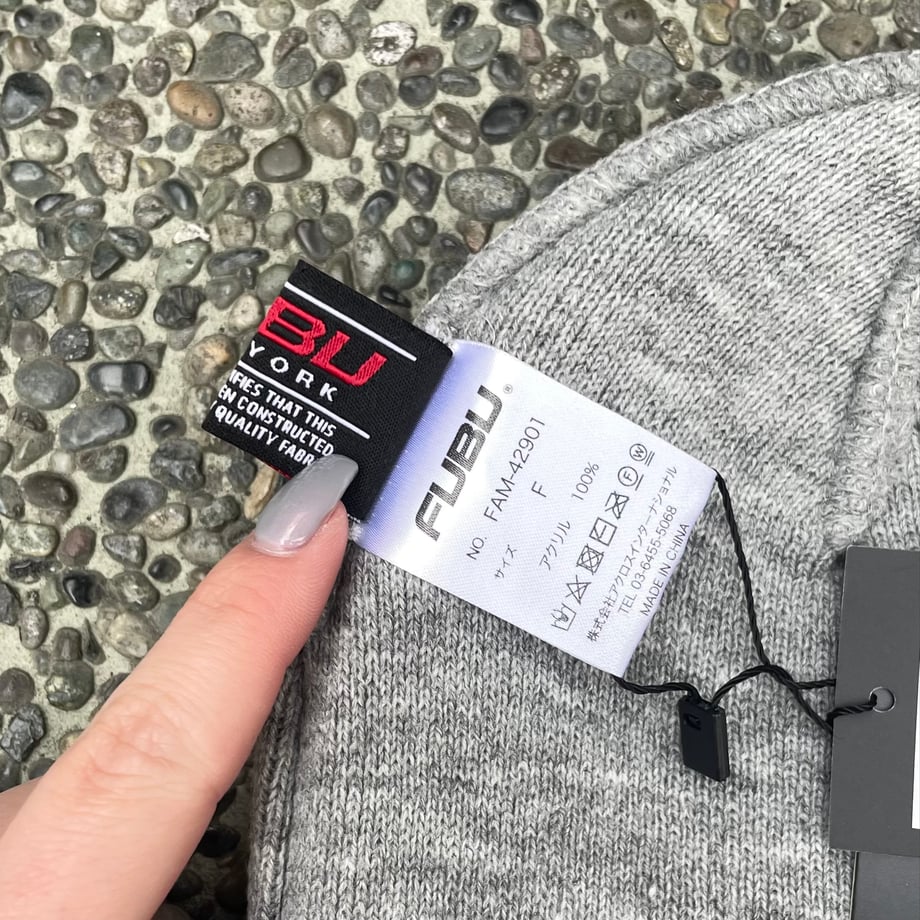 BU
YORK
IFIES THAT THIS
EN CONSTRUCTED
QUALITY FABR
FUBU®
NO. FAM-42901
サイズ F
アクリル 100%
株式会社アクロスインターナショナル
TEL 03-6455-5068
MADE IN CHINA